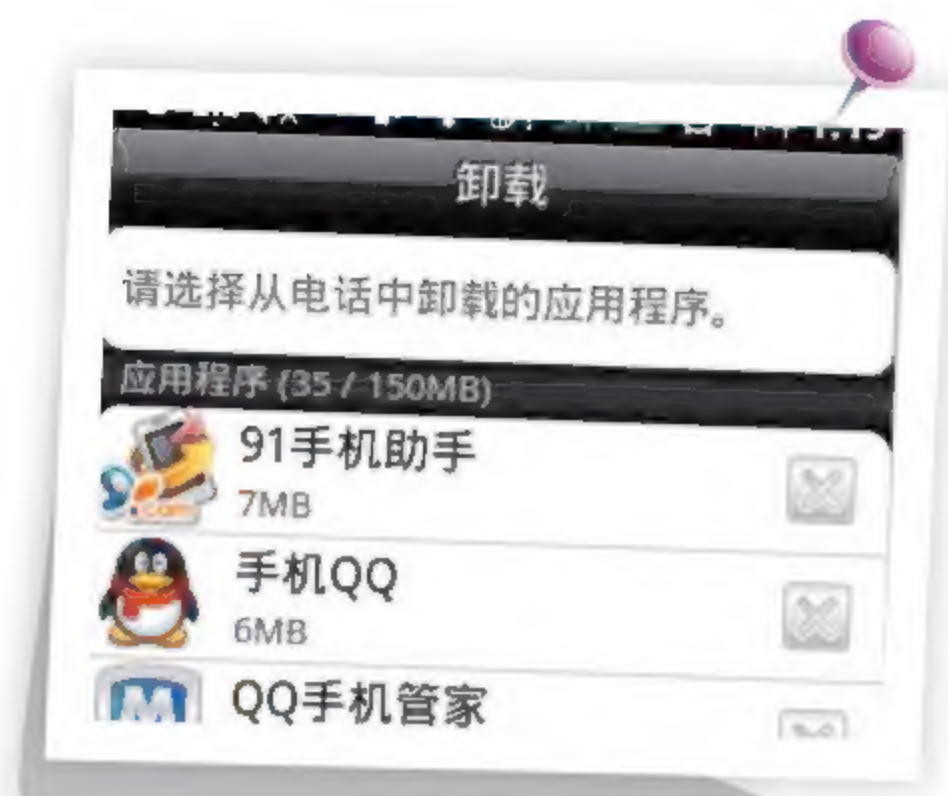 卸载
请选择从电话中卸载的应用程序。
应用程序 (35 / 150MB)
91手机助手
7MB
手机QQ
6MB
QQ手机管家